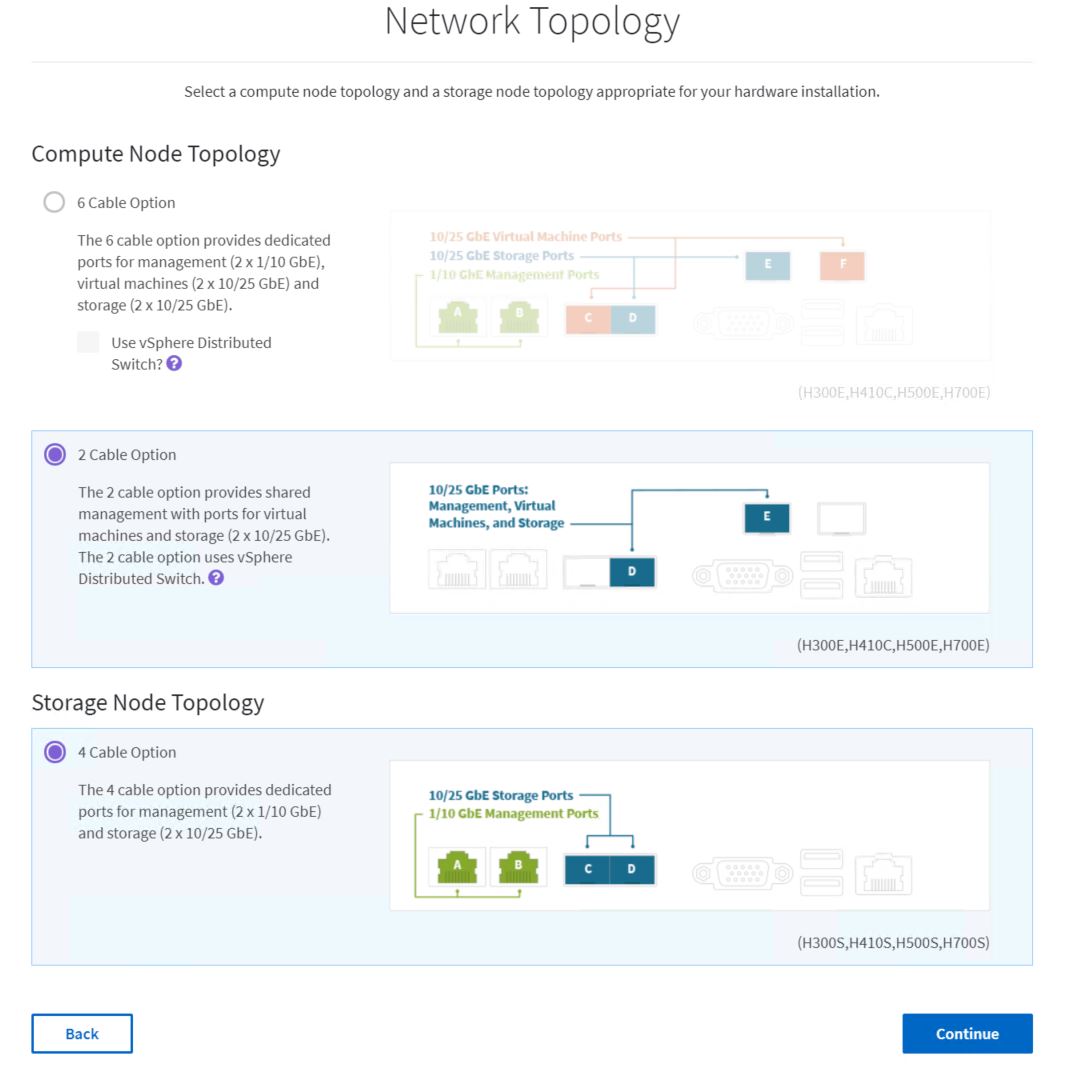 Network Topology
Select a compute node topology and a storage node topology appropriate for your hardware installation.
Compute Node Topology
6 Cable Option
The 6 cable option provides dedicated
ports for management (2 x 1/10 GbE),
virtual machines (2 x 10/25 GbE) and
storage (2 x 10/25 GbE).
Use vSphere Distributed
Switch? ?
10/25 GbE Virtual Machine Ports
10/25 GbE Storage Ports
1/10 GbE Management Ports
E
F
A
B
C
D
(H300E,H410C,H500E,H700E)
2 Cable Option
The 2 cable option provides shared
management with ports for virtual
machines and storage (2 x 10/25 GbE).
The 2 cable option uses vSphere
Distributed Switch. ?
10/25 GbE Ports:
Management, Virtual
Machines, and Storage
E
D
(H300E,H410C,H500E,H700E)
Storage Node Topology
4 Cable Option
The 4 cable option provides dedicated
ports for management (2 x 1/10 GbE)
and storage (2 x 10/25 GbE).
10/25 GbE Storage Ports
1/10 GbE Management Ports
A
B
C
D
(H300S,H410S,H500S,H700S)
Back
Continue